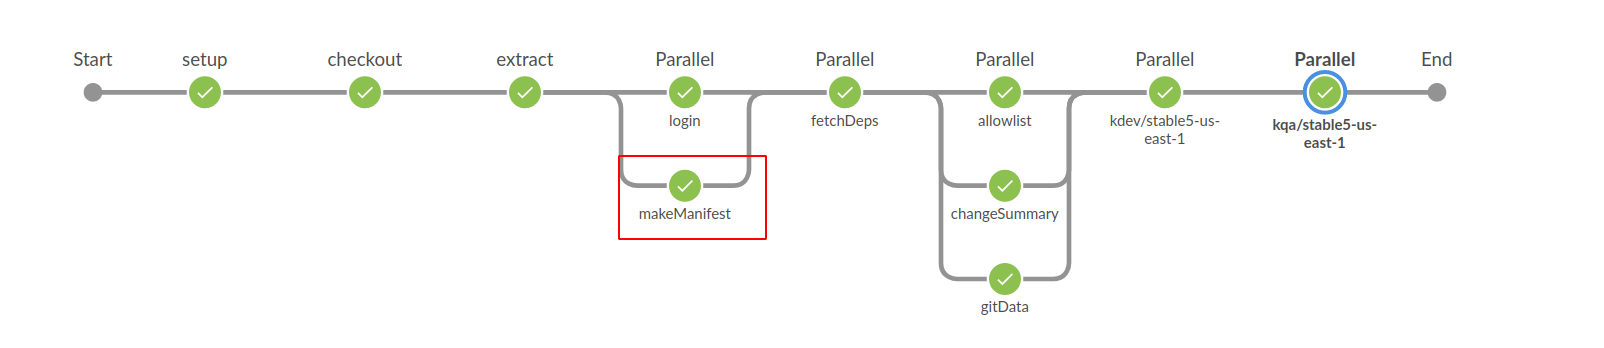 Start
setup
checkout
extract
Parallel
Parallel
Parallel
Parallel
Parallel
End
login
fetchDeps
allowlist
kdev/stable5-us-
east-1
kqa/stable5-us-
east-1
makeManifest
changeSummary
gitData